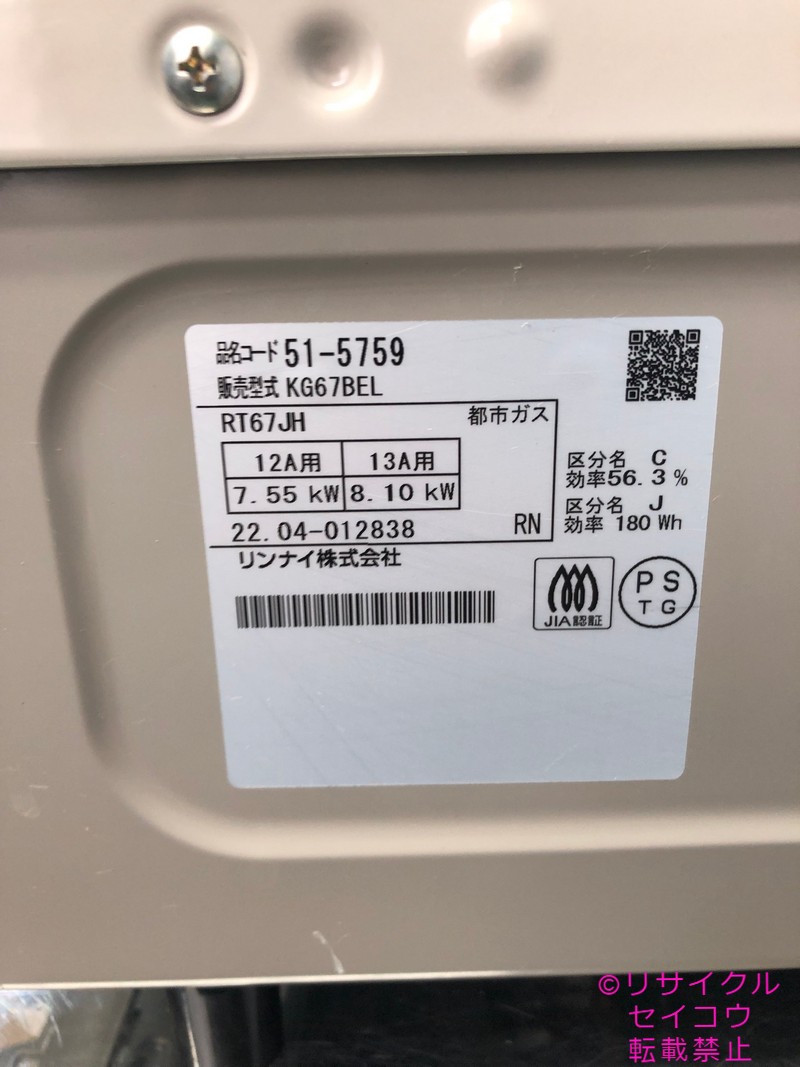 品名コード 51-5759
販売型式 KG67BEL
RT67JH 都市ガス
12A用 13A用
7.55 kW 8.10 kW
22.04-012838 RN
区分名 C
効率56.3 %
区分名 J
効率 180 Wh
リンナイ株式会社
JIA認証
PS
TG
©リサイクル
セイコウ
転載禁止